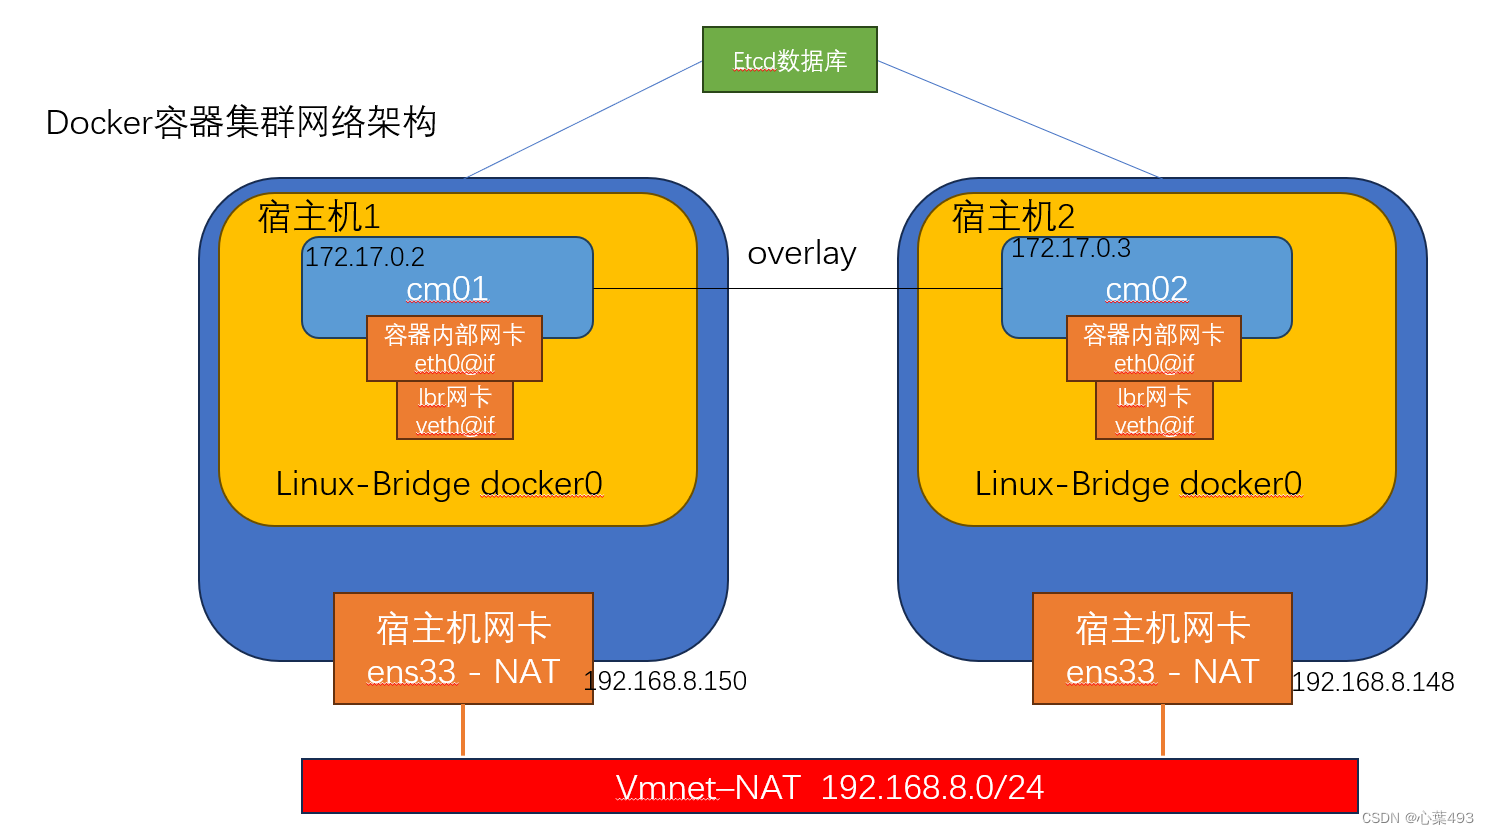 Etcd数据库
Docker容器集群网络架构
宿主机1
172.17.0.2
cm01
容器内部网卡
eth0@if
lbr网卡
veth@if
Linux-Bridge docker0
宿主机网卡
ens33 - NAT
192.168.8.150
overlay
宿主机2
172.17.0.3
cm02
容器内部网卡
eth0@if
lbr网卡
veth@if
Linux-Bridge docker0
宿主机网卡
ens33 - NAT
192.168.8.148
Vmnet–NAT 192.168.8.0/24
CSDN @心葉493